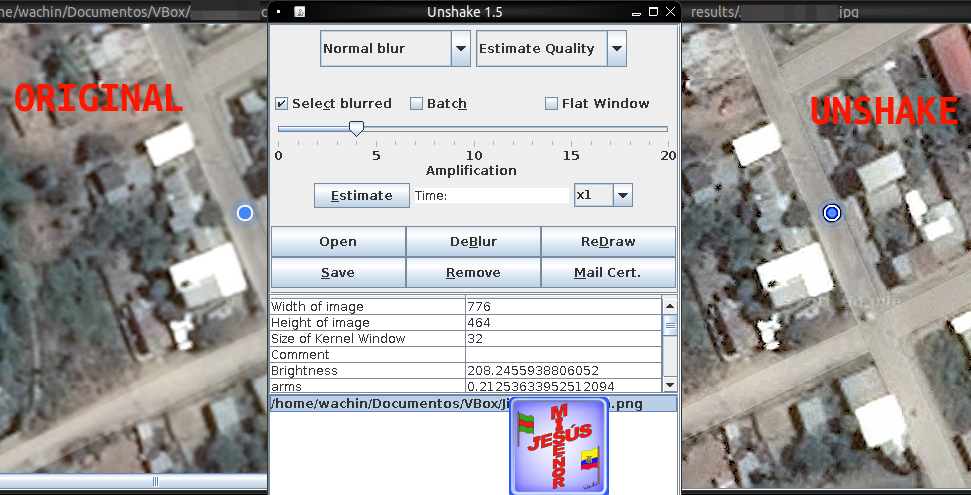 ne/wachin/Documentos/VBox/
Unshake 1.5
results/
.jpg
ORIGINAL
UNSHAKE
Normal blur
Estimate Quality
Select blurred
Batch
Flat Window
0 5 10 15 20
Amplification
Estimate
Time:
x1
Open
DeBlur
ReDraw
Save
Remove
Mail Cert.
Width of image 776
Height of image 464
Size of Kernel Window 32
Comment
Brightness 208.2455938806052
arms 0.21253633952512094
/home/wachin/Documentos/VBox/Ji
.png
MI SEÑOR
JESÚS